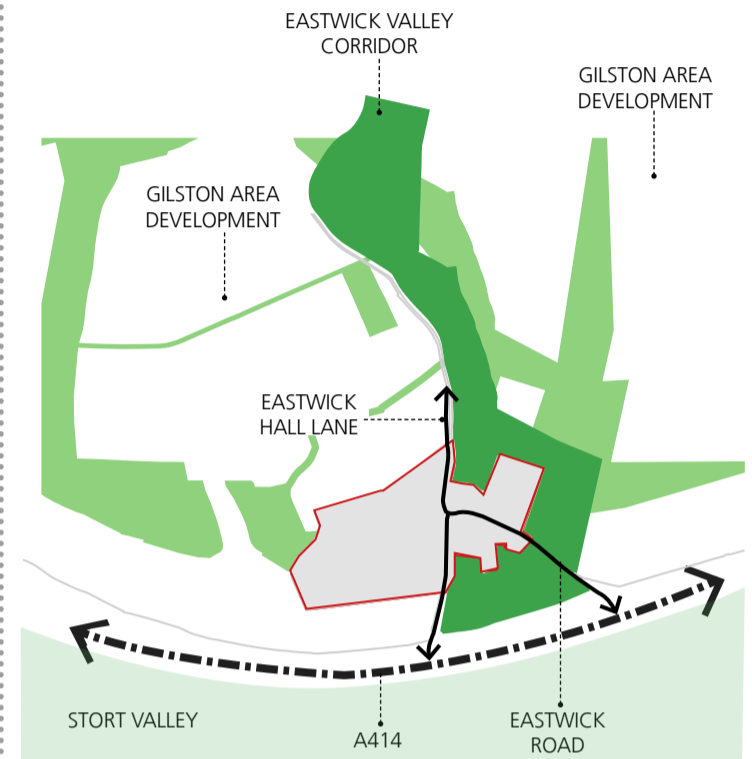 EASTWICK VALLEY
CORRIDOR
GILSTON AREA
DEVELOPMENT
GILSTON AREA
DEVELOPMENT
EASTWICK
HALL LANE
STORT VALLEY
A414
EASTWICK
ROAD